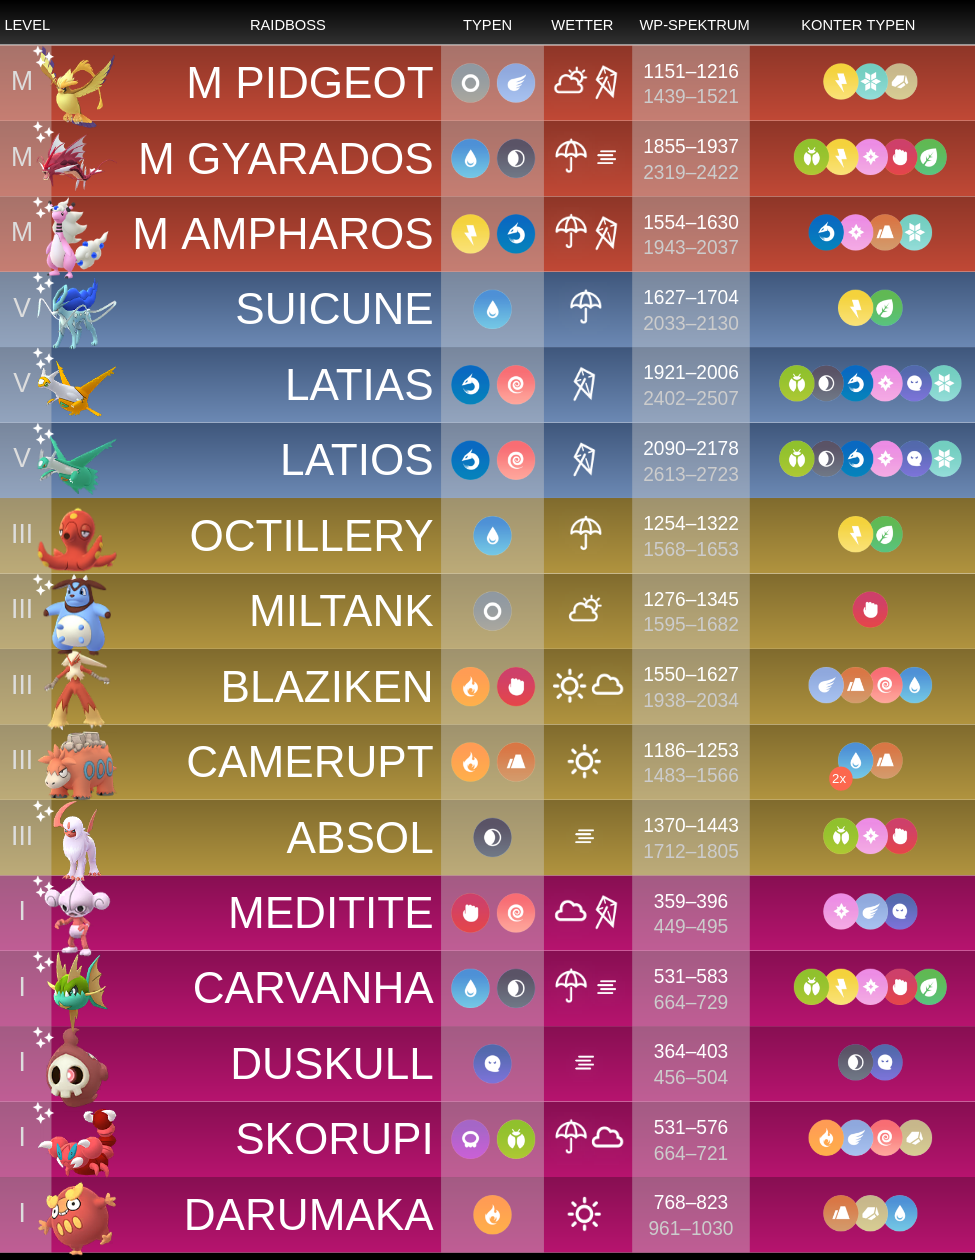 LEVEL RAIDBOSS TYPEN WETTER WP-SPEKTRUM KONTER TYPEN
M M PIDGEOT 1151–1216
1439–1521
M M GYARADOS 1855–1937
2319–2422
M M AMPHAROS 1554–1630
1943–2037
V SUICUNE 1627–1704
2033–2130
V LATIAS 1921–2006
2402–2507
V LATIOS 2090–2178
2613–2723
III OCTILLERY 1254–1322
1568–1653
III MILTANK 1276–1345
1595–1682
III BLAZIKEN 1550–1627
1938–2034
III CAMERUPT 1186–1253
1483–1566 2x
III ABSOL 1370–1443
1712–1805
I MEDITITE 359–396
449–495
I CARVANHA 531–583
664–729
I DUSKULL 364–403
456–504
I SKORUPI 531–576
664–721
I DARUMAKA 768–823
961–1030